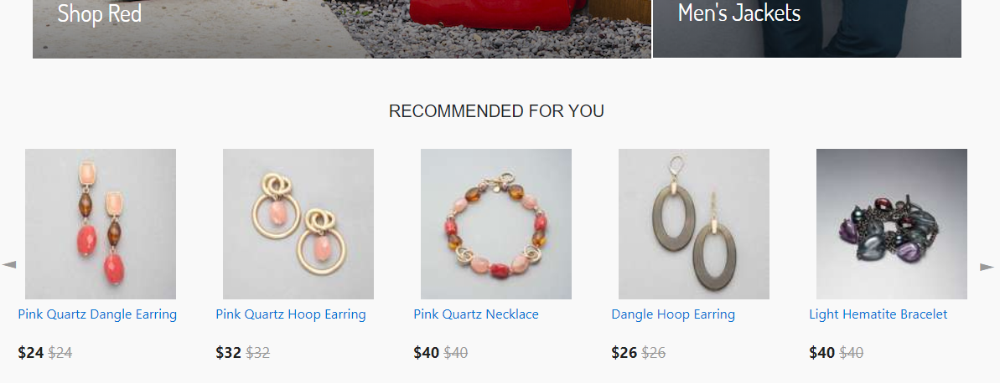 Shop Red
Men's Jackets
RECOMMENDED FOR YOU
Pink Quartz Dangle Earring
Pink Quartz Hoop Earring
Pink Quartz Necklace
Dangle Hoop Earring
Light Hematite Bracelet
$24 $24
$32 $32
$40 $40
$26 $26
$40 $40